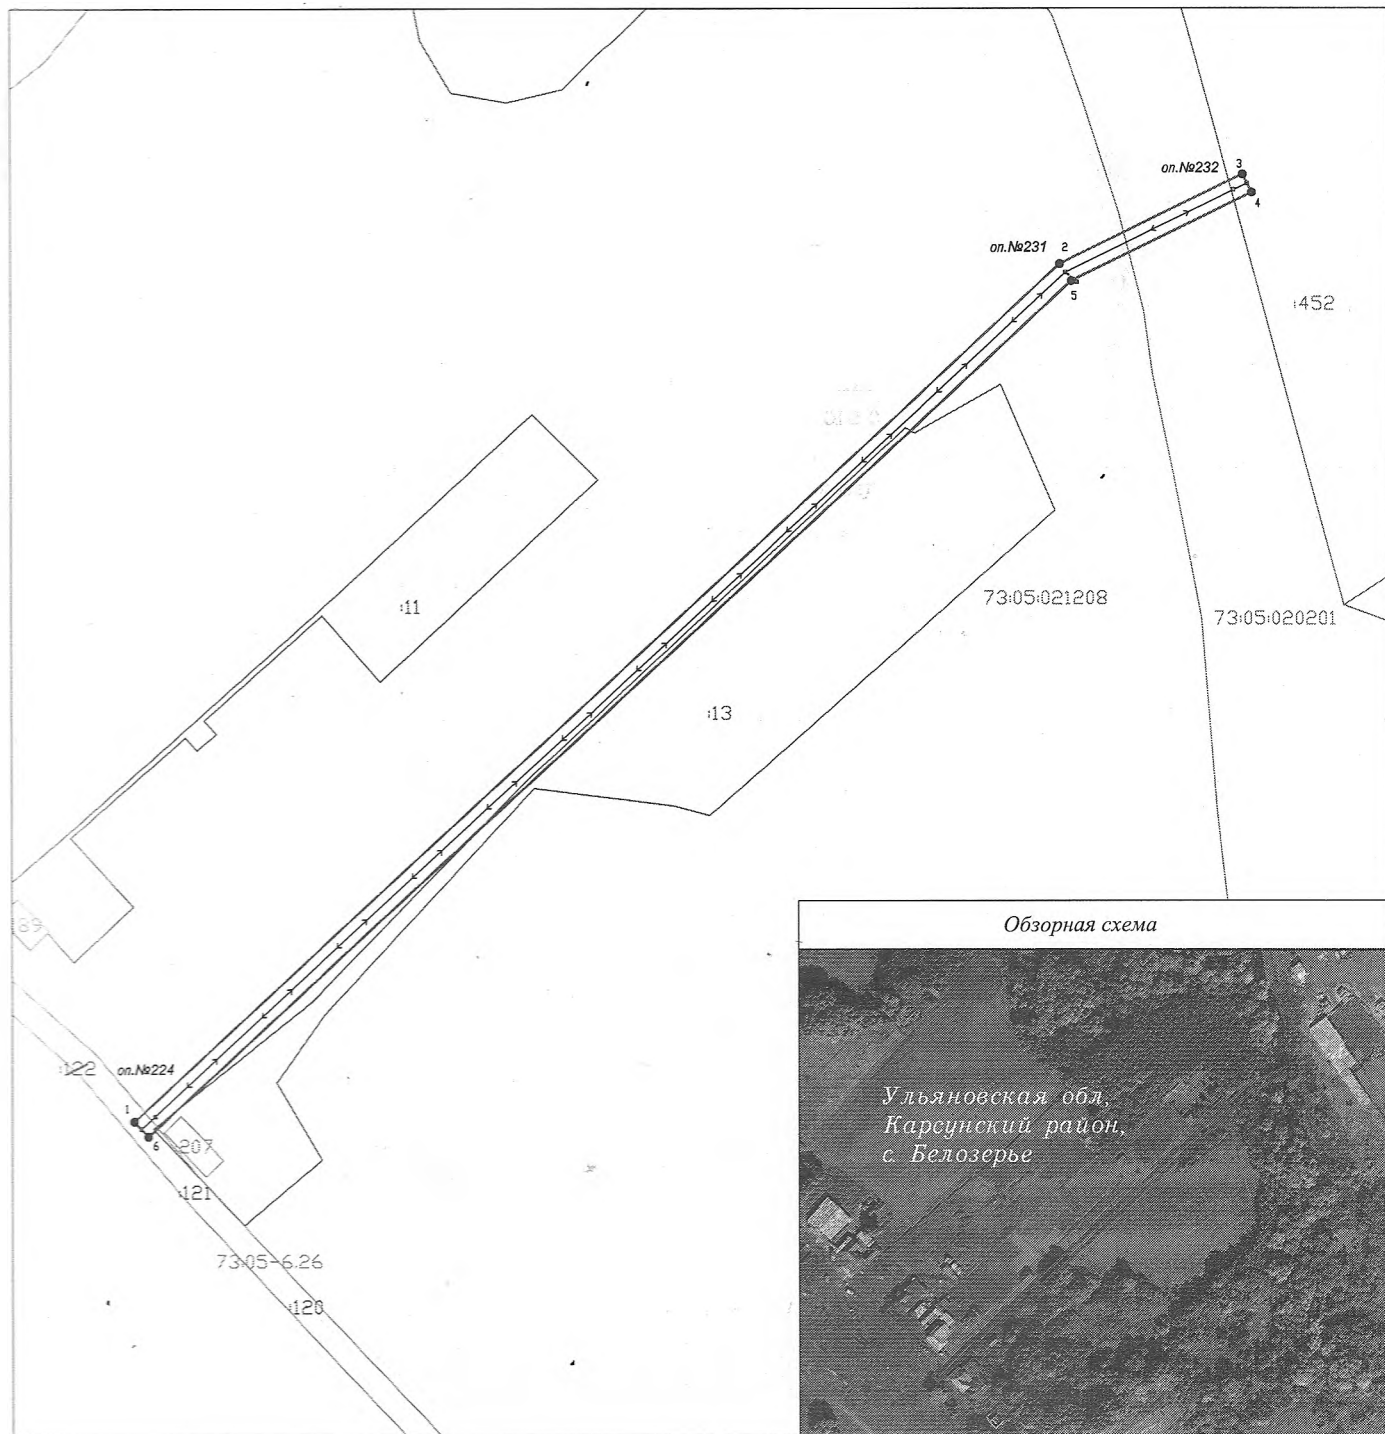 3
оп.№232
4
оп.№231
2
5
:452
:11
73:05:021208
73:05:020201
:13
89
Обзорная схема
:122
оп.№224
1
6
207
:121
Ульяновская обл,
Карсунский район,
с. Белозерье
73:05-6.26
:120